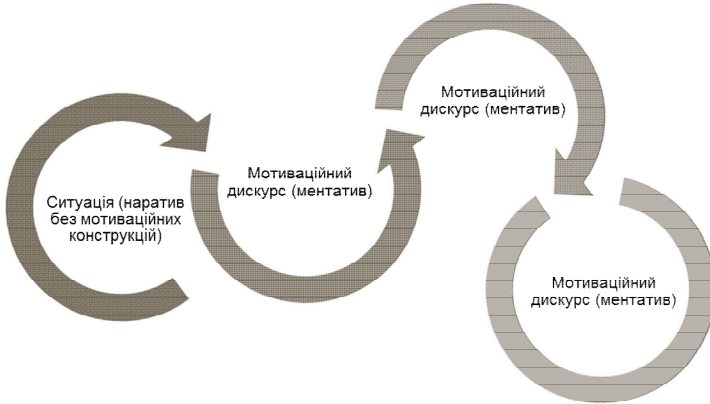 Ситуація (наратив
без мотиваційних
конструкцій)
Мотиваційний
дискурс (ментатив)
Мотиваційний
дискурс (ментатив)
Мотиваційний
дискурс (ментатив)